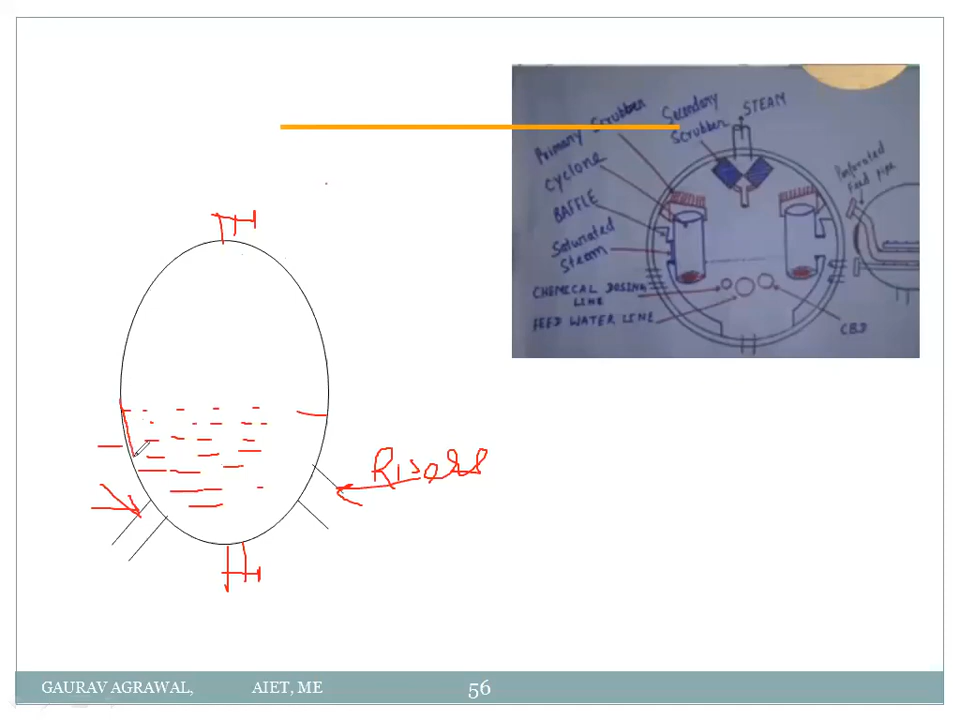 Primary Scrubber
Secondary
Scrubber
STEAM
Cyclone
BAFFLE
Saturated
Steam
CHEMICAL DOSING
LINE
FEED WATER LINE
CBD
Perforated
Feed pipe
Risers
GAURAV AGRAWAL, AIET, ME 56